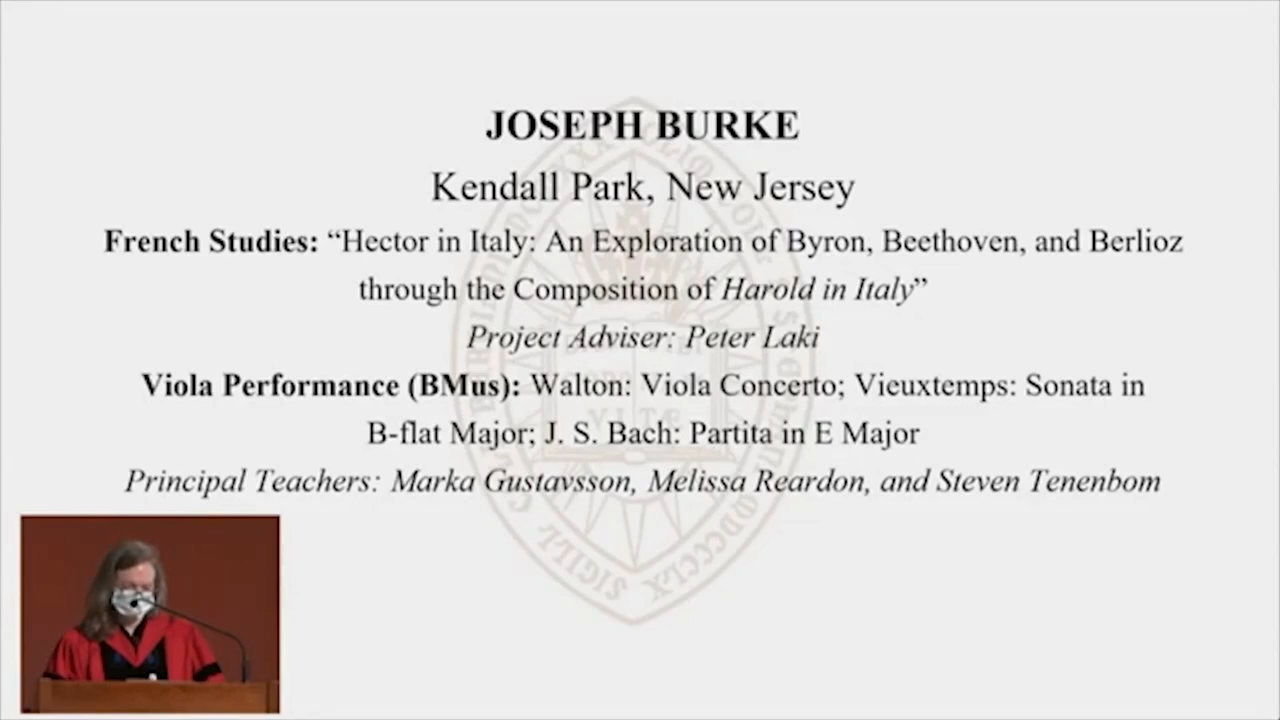 JOSEPH BURKE
Kendall Park, New Jersey
French Studies: “Hector in Italy: An Exploration of Byron, Beethoven, and Berlioz
through the Composition of Harold in Italy”
Project Adviser: Peter Laki
Viola Performance (BMus): Walton: Viola Concerto; Vieuxtemps: Sonata in
B-flat Major; J. S. Bach: Partita in E Major
Principal Teachers: Marka Gustavsson, Melissa Reardon, and Steven Tenenbom